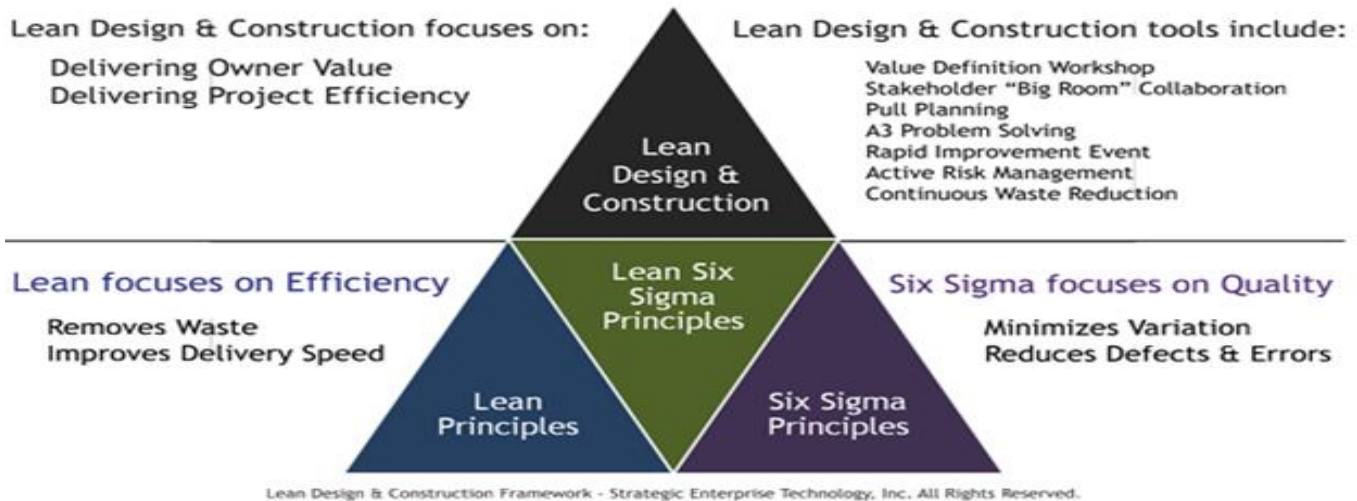 Lean Design & Construction focuses on:
Delivering Owner Value
Delivering Project Efficiency
Lean Design & Construction tools include:
Value Definition Workshop
Stakeholder “Big Room” Collaboration
Pull Planning
A3 Problem Solving
Rapid Improvement Event
Active Risk Management
Continuous Waste Reduction
Lean
Design &
Construction
Lean focuses on Efficiency
Removes Waste
Improves Delivery Speed
Lean Six
Sigma
Principles
Six Sigma focuses on Quality
Minimizes Variation
Reduces Defects & Errors
Lean
Principles
Six Sigma
Principles
Lean Design & Construction Framework - Strategic Enterprise Technology, Inc. All Rights Reserved.